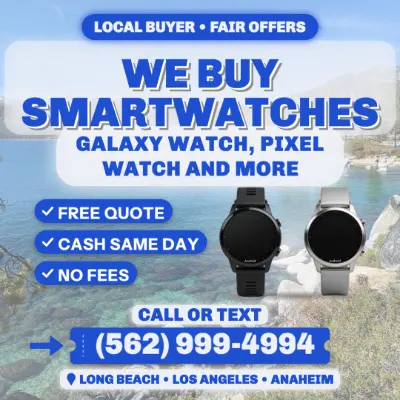 LOCAL BUYER • FAIR OFFERS
WE BUY
SMARTWATCHES
GALAXY WATCH, PIXEL
WATCH AND MORE
FREE QUOTE
CASH SAME DAY
NO FEES
CALL OR TEXT
(562) 999-4994
LONG BEACH • LOS ANGELES • ANAHEIM